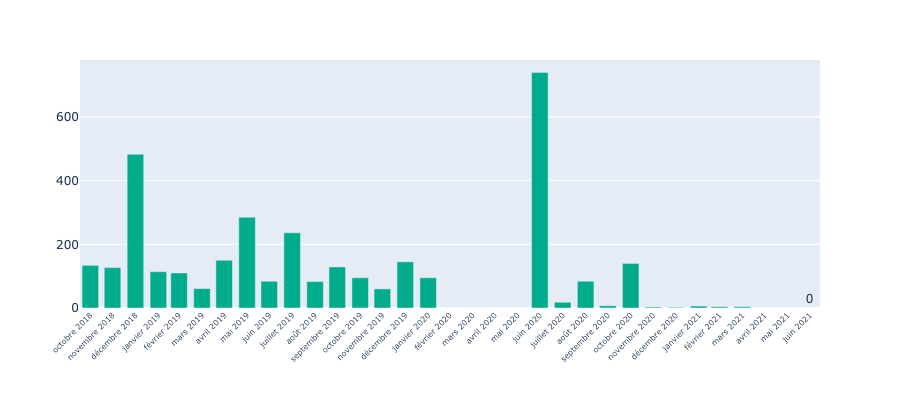 600
400
200
0
0
octobre 2018
novembre 2018
décembre 2018
janvier 2019
février 2019
mars 2019
avril 2019
mai 2019
juin 2019
juillet 2019
août 2019
septembre 2019
octobre 2019
novembre 2019
décembre 2019
janvier 2020
février 2020
mars 2020
avril 2020
mai 2020
juin 2020
juillet 2020
août 2020
septembre 2020
octobre 2020
novembre 2020
décembre 2020
janvier 2021
février 2021
mars 2021
avril 2021
mai 2021
juin 2021